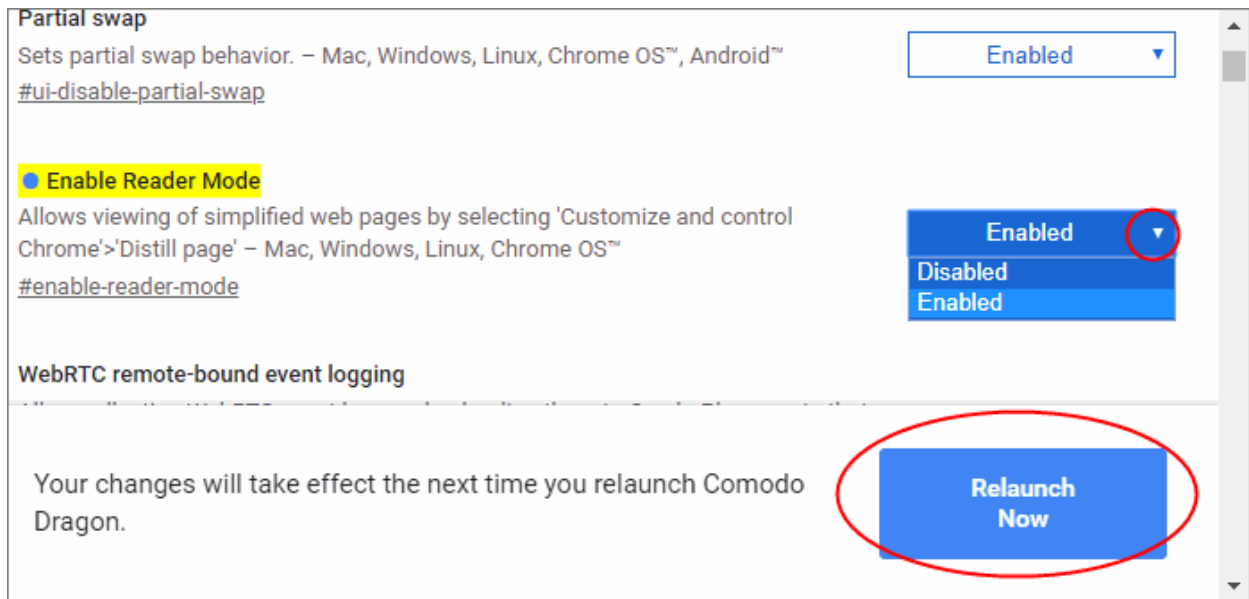 Partial swap
Sets partial swap behavior. – Mac, Windows, Linux, Chrome OS™, Android™
Enabled
#ui-disable-partial-swap
Enable Reader Mode
Allows viewing of simplified web pages by selecting 'Customize and control
Chrome'>'Distill page' – Mac, Windows, Linux, Chrome OS™
Enabled
Disabled
Enabled
#enable-reader-mode
WebRTC remote-bound event logging
Your changes will take effect the next time you relaunch Comodo
Dragon.
Relaunch
Now